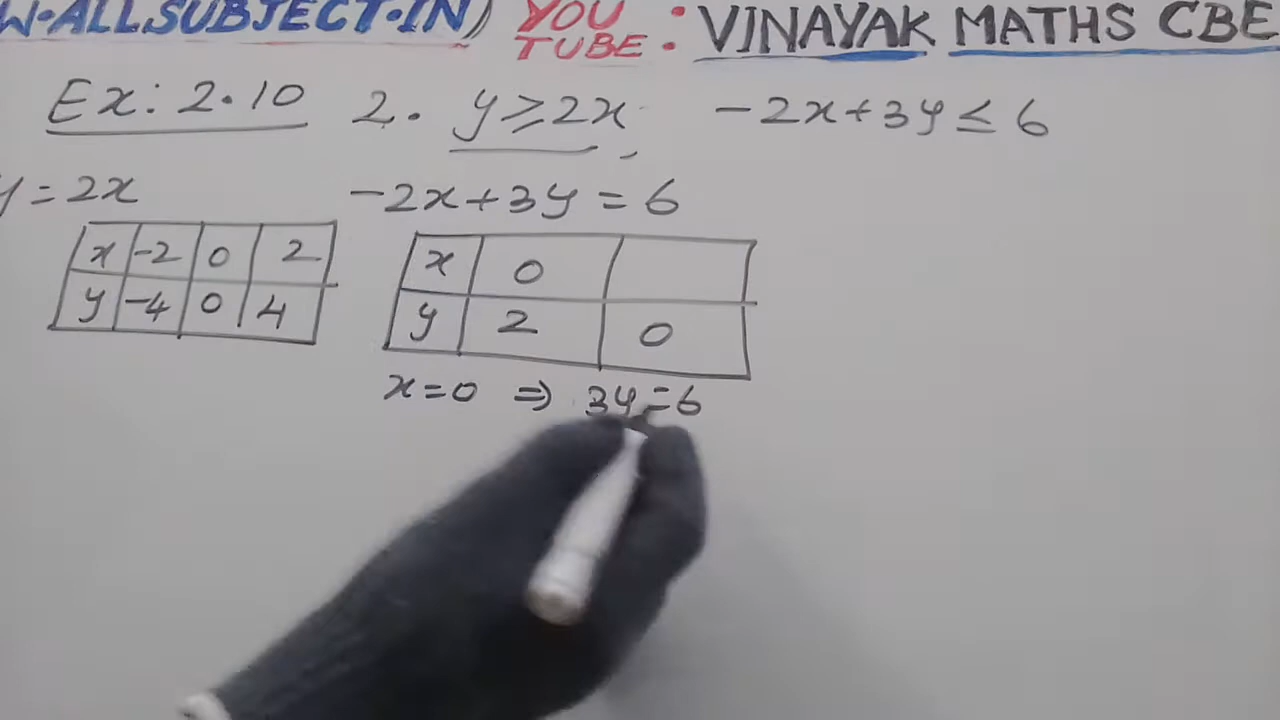 W.ALLSUBJECT.IN) YOU TUBE: VINAYAK MATHS CBE
Ex: 2.10 2. y≥2x, -2x+3y≤6
y=2x -2x+3y=6
x -2 0 2 x 0
y -4 0 4 y 2 0
x=0 ⇒ 3y=6